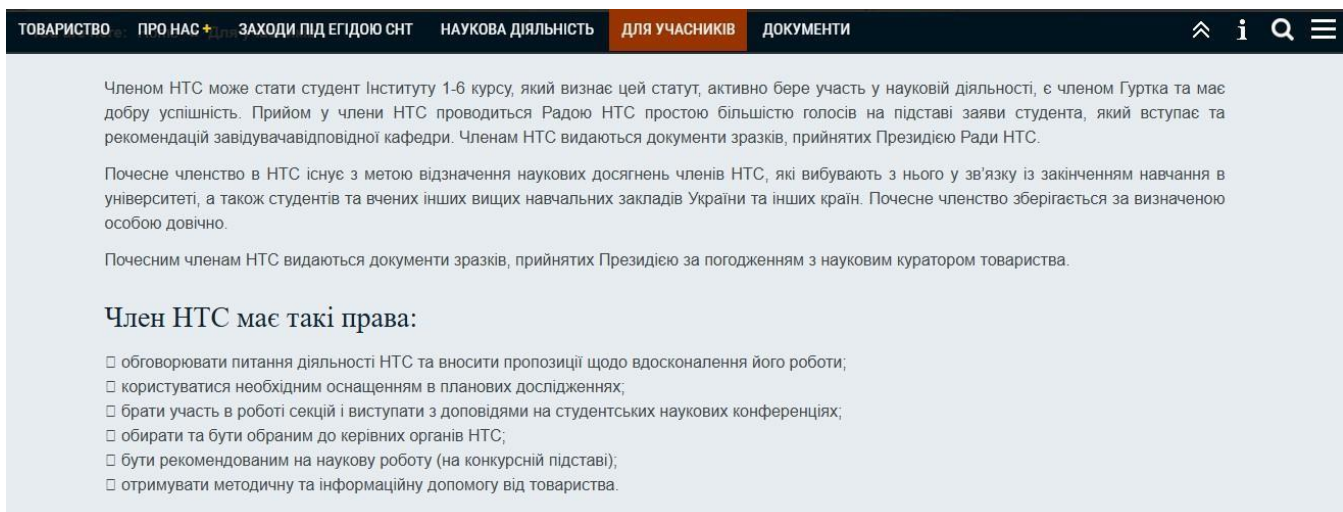 ТОВАРИСТВО ПРО НАС + ЗАХОДИ ПІД ЕГІДОЮ СНТ НАУКОВА ДІЯЛЬНІСТЬ ДЛЯ УЧАСНИКІВ ДОКУМЕНТИ
Членом НТС може стати студент Інституту 1-6 курсу, який визнає цей статут, активно бере участь у науковій діяльності, є членом Гуртка та має
добру успішність. Прийом у члени НТС проводиться Радою НТС простою більшістю голосів на підставі заяви студента, який вступає та
рекомендацій завідувачавідповідної кафедри. Членам НТС видаються документи зразків, прийнятих Президією Ради НТС.
Почесне членство в НТС існує з метою відзначення наукових досягнень членів НТС, які вибувають з нього у зв’язку із закінченням навчання в
університеті, а також студентів та вчених інших вищих навчальних закладів України та інших країн. Почесне членство зберігається за визначеною
особою довічно.
Почесним членам НТС видаються документи зразків, прийнятих Президією за погодженням з науковим куратором товариства.
Член НТС має такі права:
□ обговорювати питання діяльності НТС та вносити пропозиції щодо вдосконалення його роботи;
□ користуватися необхідним оснащенням в планових дослідженнях;
□ брати участь в роботі секцій і виступати з доповідями на студентських наукових конференціях;
□ обирати та бути обраним до керівних органів НТС;
□ бути рекомендованим на наукову роботу (на конкурсній підставі);
□ отримувати методичну та інформаційну допомогу від товариства.